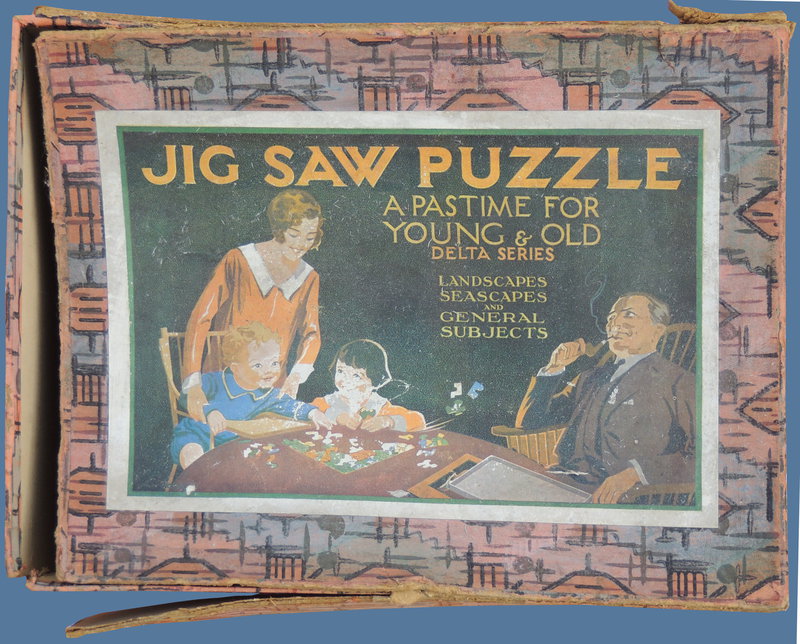 JIG SAW PUZZLE
A PASTIME FOR
YOUNG & OLD
DELTA SERIES
LANDSCAPES
SEASCAPES
AND
GENERAL
SUBJECTS